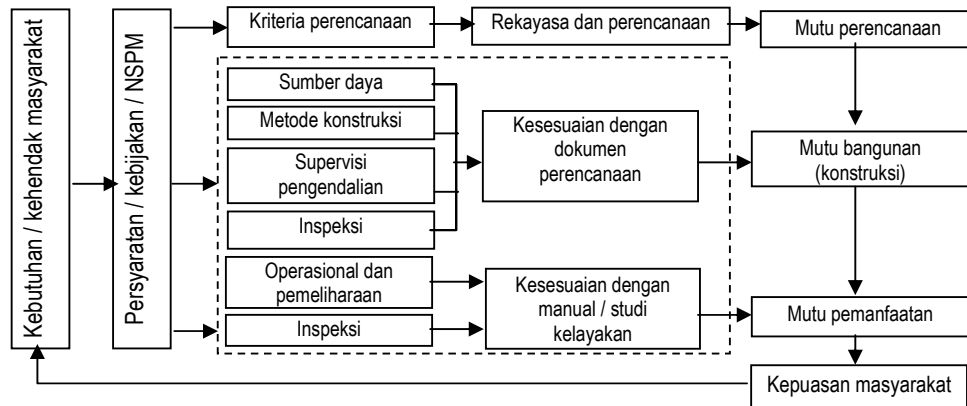 Kebutuhan / kehendak masyarakat
Persyaratan / kebijakan / NSPM
Kriteria perencanaan
Rekayasa dan perencanaan
Mutu perencanaan
Sumber daya
Metode konstruksi
Supervisi
pengendalian
Inspeksi
Kesesuaian dengan
dokumen
perencanaan
Mutu bangunan
(konstruksi)
Operasional dan
pemeliharaan
Inspeksi
Kesesuaian dengan
manual / studi
kelayakan
Mutu pemanfaatan
Kepuasan masyarakat